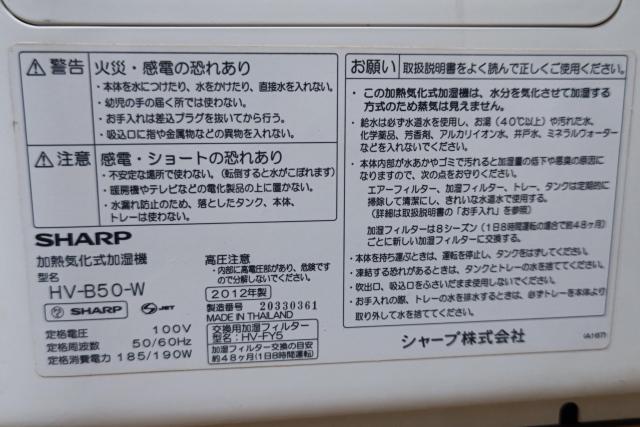 ⚠警告 火災・感電の恐れあり
・本体を水につけたり、水をかけたり、直接水を入れない。
・幼児の手の届く所では使わない。
・お手入れは差込プラグを抜いてから行う。
・吸込口に指や金属物などの異物を入れない。
⚠注意 感電・ショートの恐れあり
・不安定な場所で使わない。(転倒すると水がこぼれます)
・暖房機やテレビなどの電化製品の上に置かない。
・水漏れ防止のため、落としたタンク、本体、
トレーは使わない。
SHARP
加熱気化式加湿機
型名
HV-B50-W
SHARP JET
定格電圧 100V
定格周波数 50/60Hz
定格消費電力 185/190W
高圧注意
・内部に高電圧部があり、危険です
ので分解しないでください。
2012年製
製造番号 20330361
MADE IN THAILAND
交換用加湿フィルター
型名:HV-FY5
加湿フィルター交換の目安
約48ヶ月(1日8時間運転)
お願い 取扱説明書をよく読んで正しくご使用ください。
・この加熱気化式加湿機は、水分を気化させて加湿する
方式のため蒸気は見えません。
・給水は必ず水道水を使用し、お湯(40℃以上)や汚れた水、
化学薬品、芳香剤、アルカリイオン水、井戸水、ミネラルウォーター
などを入れないでください。
・本体内部が水あかやゴミで汚れると加湿量の低下や悪臭の原因に
なりますので、次の点をお守りください。
エアーフィルター、加湿フィルター、トレー、タンクは定期的に
掃除して清潔にし、きれいな水道水で使用する。
(詳細は取扱説明書の「お手入れ」を参照)
加湿フィルターは8シーズン(1日8時間運転の場合で約48ヶ月)
ごとに新しい加湿フィルターに交換する。
・本体を持ち運ぶときは、運転を停止し、タンクをはずしてください。
・凍結する恐れがあるときは、タンクとトレーの水を捨ててください。
・吹出口、吸込口をふさいだまま使用しないでください。
・お手入れの際、トレーの水を排水するときは、必ずトレーを本体より
取り外して水を捨ててください。
シャープ株式会社